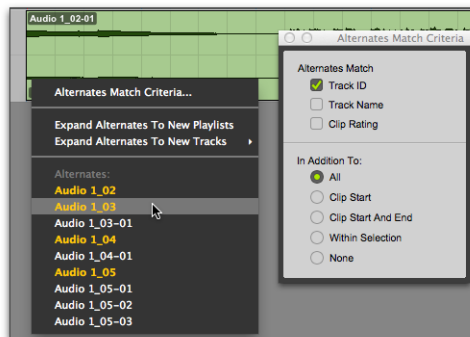 Audio 1_02-01
Alternates Match Criteria...
Expand Alternates To New Playlists
Expand Alternates To New Tracks
Alternates:
Audio 1_02
Audio 1_03
Audio 1_03-01
Audio 1_04
Audio 1_04-01
Audio 1_05
Audio 1_05-01
Audio 1_05-02
Audio 1_05-03
Alternates Match Criteria
Alternates Match
Track ID
Track Name
Clip Rating
In Addition To:
All
Clip Start
Clip Start And End
Within Selection
None